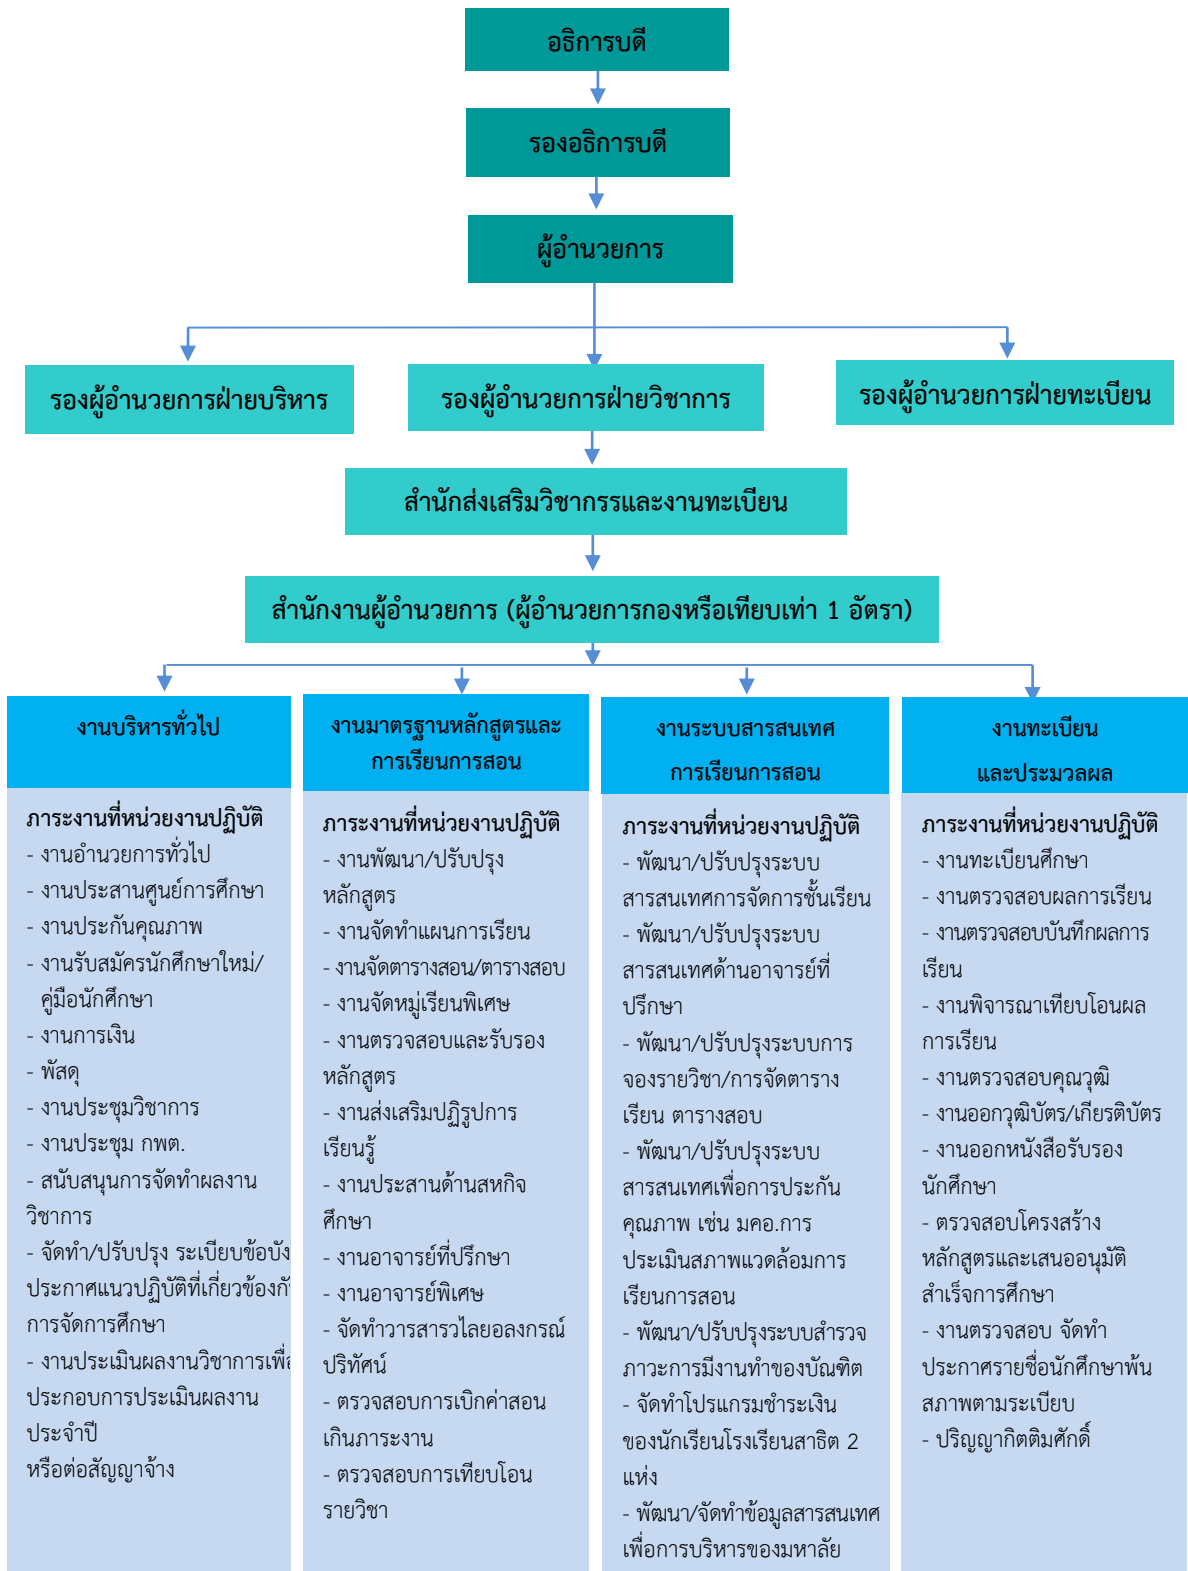 อธิการบดี
รองอธิการบดี
ผู้อำนวยการ
รองผู้อำนวยการฝ่ายบริหาร
รองผู้อำนวยการฝ่ายวิชาการ
รองผู้อำนวยการฝ่ายทะเบียน
สำนักส่งเสริมวิชากรรและงานทะเบียน
สำนักงานผู้อำนวยการ (ผู้อำนวยการกองหรือเทียบเท่า 1 อัตรา)
งานบริหารทั่วไป
ภาระงานที่หน่วยงานปฏิบัติ
- งานอำนวยการทั่วไป
- งานประสานศูนย์การศึกษา
- งานประกันคุณภาพ
- งานรับสมัครนักศึกษาใหม่/
คู่มือนักศึกษา
- งานการเงิน
- พัสดุ
- งานประชุมวิชาการ
- งานประชุม กพต.
- สนับสนุนการจัดทำผลงาน
วิชาการ
- จัดทำ/ปรับปรุง ระเบียบข้อบัง
ประกาศแนวปฏิบัติที่เกี่ยวข้องกั
การจัดการศึกษา
- งานประเมินผลงานวิชาการเพื่อ
ประกอบการประเมินผลงาน
ประจำปี
หรือต่อสัญญาจ้าง
งานมาตรฐานหลักสูตรและ
การเรียนการสอน
ภาระงานที่หน่วยงานปฏิบัติ
- งานพัฒนา/ปรับปรุง
หลักสูตร
- งานจัดทำแผนการเรียน
- งานจัดตารางสอน/ตารางสอบ
- งานจัดหมู่เรียนพิเศษ
- งานตรวจสอบและรับรอง
หลักสูตร
- งานส่งเสริมปฏิรูปการ
เรียนรู้
- งานประสานด้านสหกิจ
ศึกษา
- งานอาจารย์ที่ปรึกษา
- งานอาจารย์พิเศษ
- จัดทำวารสารวไลยอลงกรณ์
ปริทัศน์
- ตรวจสอบการเบิกค่าสอน
เกินภาระงาน
- ตรวจสอบการเทียบโอน
รายวิชา
งานระบบสารสนเทศ
การเรียนการสอน
ภาระงานที่หน่วยงานปฏิบัติ
- พัฒนา/ปรับปรุงระบบ
สารสนเทศการจัดการชั้นเรียน
- พัฒนา/ปรับปรุงระบบ
สารสนเทศด้านอาจารย์ที่
ปรึกษา
- พัฒนา/ปรับปรุงระบบการ
จองรายวิชา/การจัดตาราง
เรียน ตารางสอบ
- พัฒนา/ปรับปรุงระบบ
สารสนเทศเพื่อการประกัน
คุณภาพ เช่น มคอ.การ
ประเมินสภาพแวดล้อมการ
เรียนการสอน
- พัฒนา/ปรับปรุงระบบสำรวจ
ภาวะการมีงานทำของบัณฑิต
- จัดทำโปรแกรมชำระเงิน
ของนักเรียนโรงเรียนสาธิต 2
แห่ง
- พัฒนา/จัดทำข้อมูลสารสนเทศ
เพื่อการบริหารของมหาลัย
งานทะเบียน
และประมวลผล
ภาระงานที่หน่วยงานปฏิบัติ
- งานทะเบียนศึกษา
- งานตรวจสอบผลการเรียน
- งานตรวจสอบบันทึกผลการ
เรียน
- งานพิจารณาเทียบโอนผล
การเรียน
- งานตรวจสอบคุณวุฒิ
- งานออกวุฒิบัตร/เกียรติบัตร
- งานออกหนังสือรับรอง
นักศึกษา
- ตรวจสอบโครงสร้าง
หลักสูตรและเสนออนุมัติ
สำเร็จการศึกษา
- งานตรวจสอบ จัดทำ
ประกาศรายชื่อนักศึกษาพ้น
สภาพตามระเบียบ
- ปริญญากิตติมศักดิ์